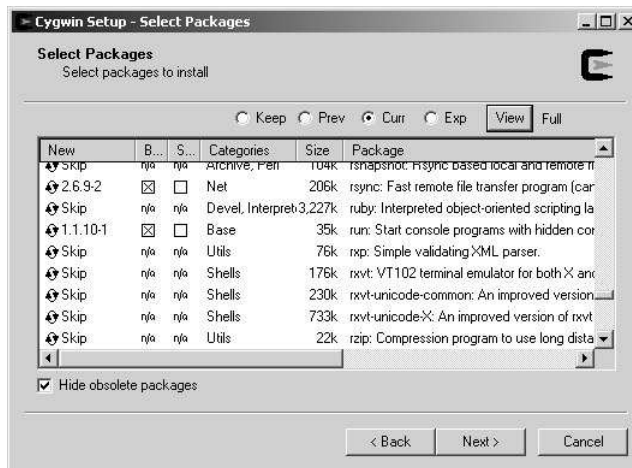 Cygwin Setup - Select Packages
Select Packages
Select packages to install
Keep Prev Curr Exp View Full
New B... S... Categories Size Package
Skip n/a n/a Archive, Perl 104k rsnapshot: Rsync based local and remote fi
2.6.9-2 Net 206k rsync: Fast remote file transfer program (car
Skip n/a n/a Devel, Interpret 3,227k ruby: Interpreted object-oriented scripting la
1.1.10-1 Base 35k run: Start console programs with hidden cor
Skip n/a n/a Utils 76k rxp: Simple validating XML parser.
Skip n/a n/a Shells 176k rxvt: VT102 terminal emulator for both X and
Skip n/a n/a Shells 230k rxvt-unicode-common: An improved version
Skip n/a n/a Shells 733k rxvt-unicode-X: An improved version of rxvt
Skip n/a n/a Utils 22k rzip: Compression program to use long dista
Hide obsolete packages
< Back Next > Cancel